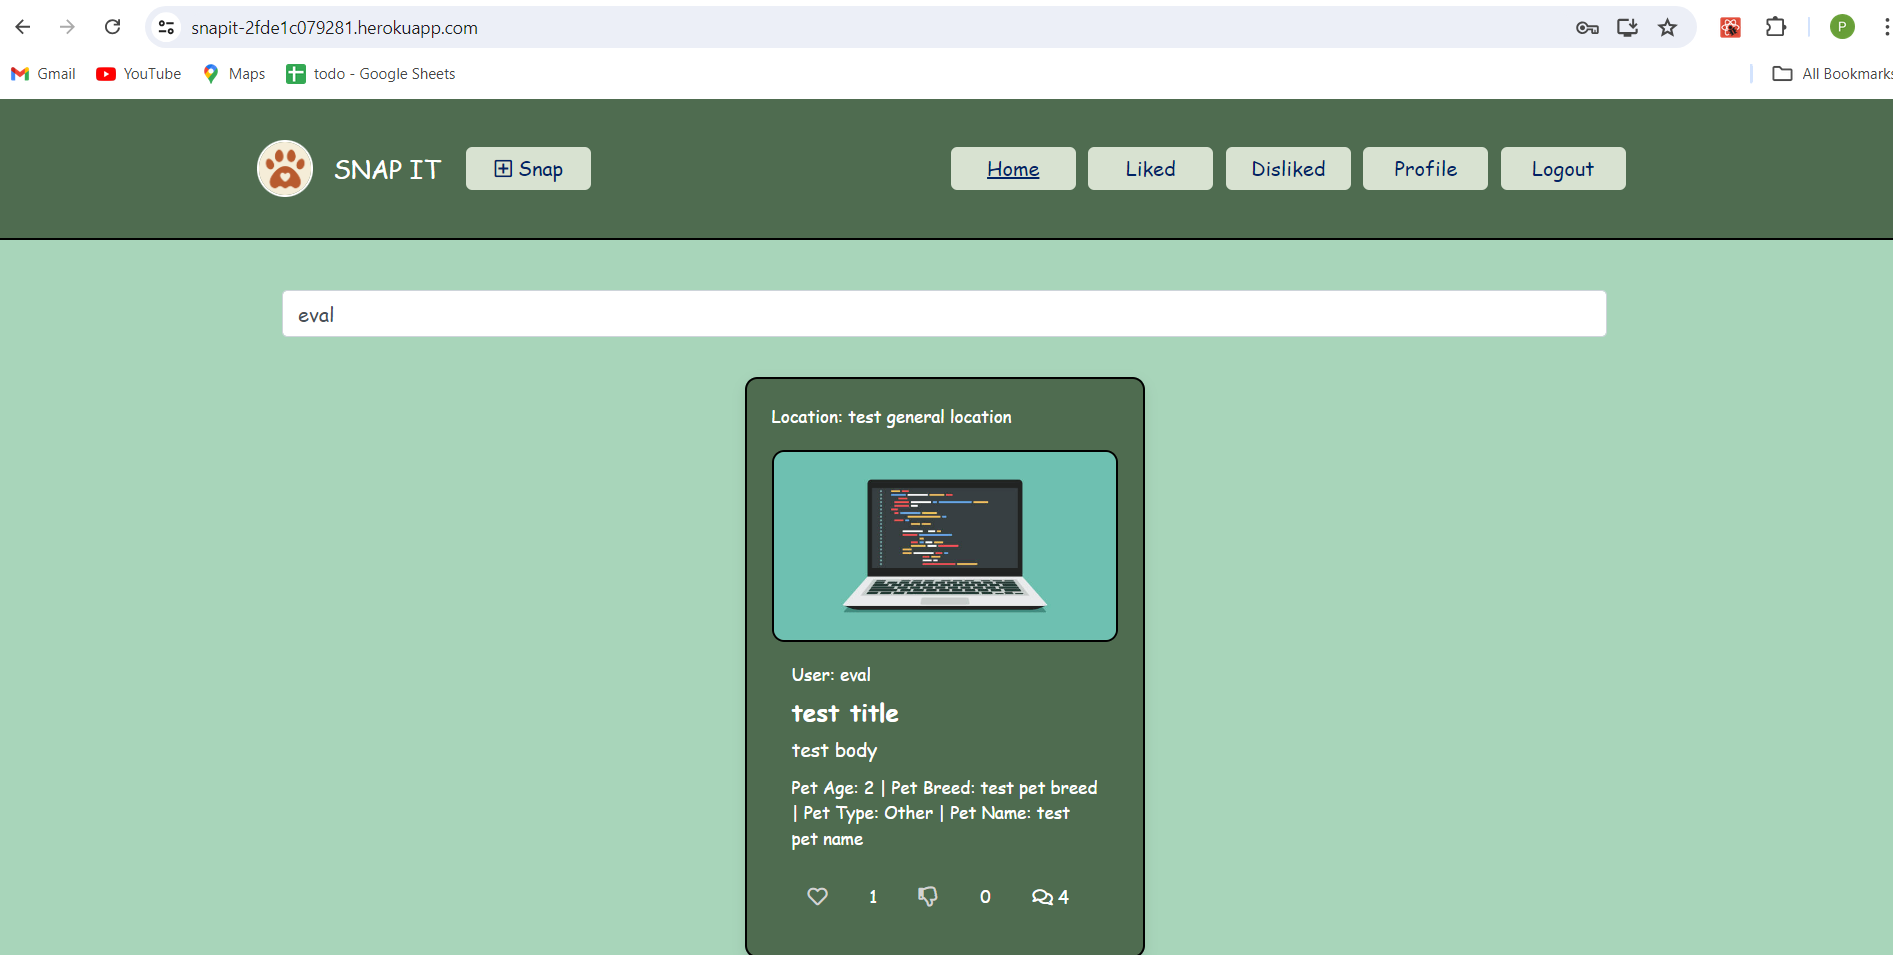 snapit-2fde1c079281.herokuapp.com
P
Gmail YouTube Maps todo - Google Sheets All Bookmarks
SNAP IT Snap Home Liked Disliked Profile Logout
eval
Location: test general location
User: eval
test title
test body
Pet Age: 2 | Pet Breed: test pet breed
| Pet Type: Other | Pet Name: test
pet name
1 0 4